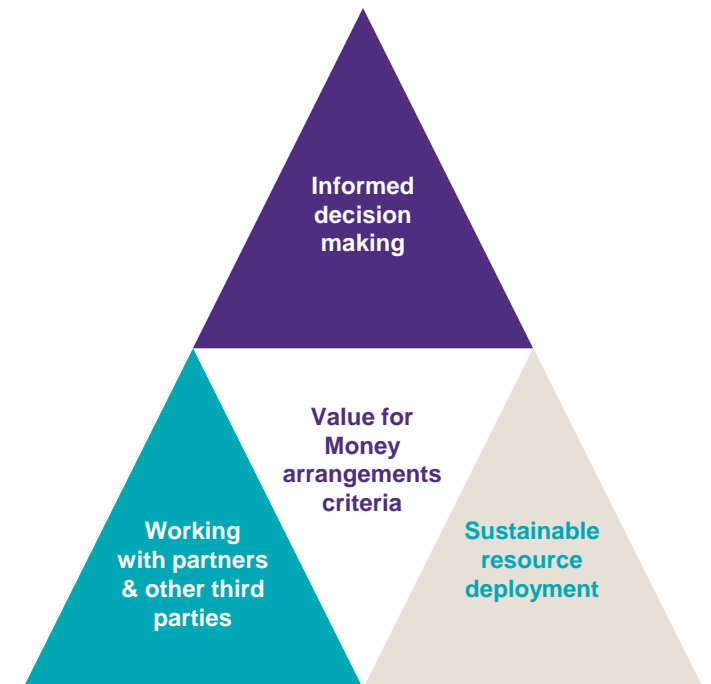 Informed
decision
making
Value for
Money
arrangements
criteria
Working
with partners
& other third
parties
Sustainable
resource
deployment